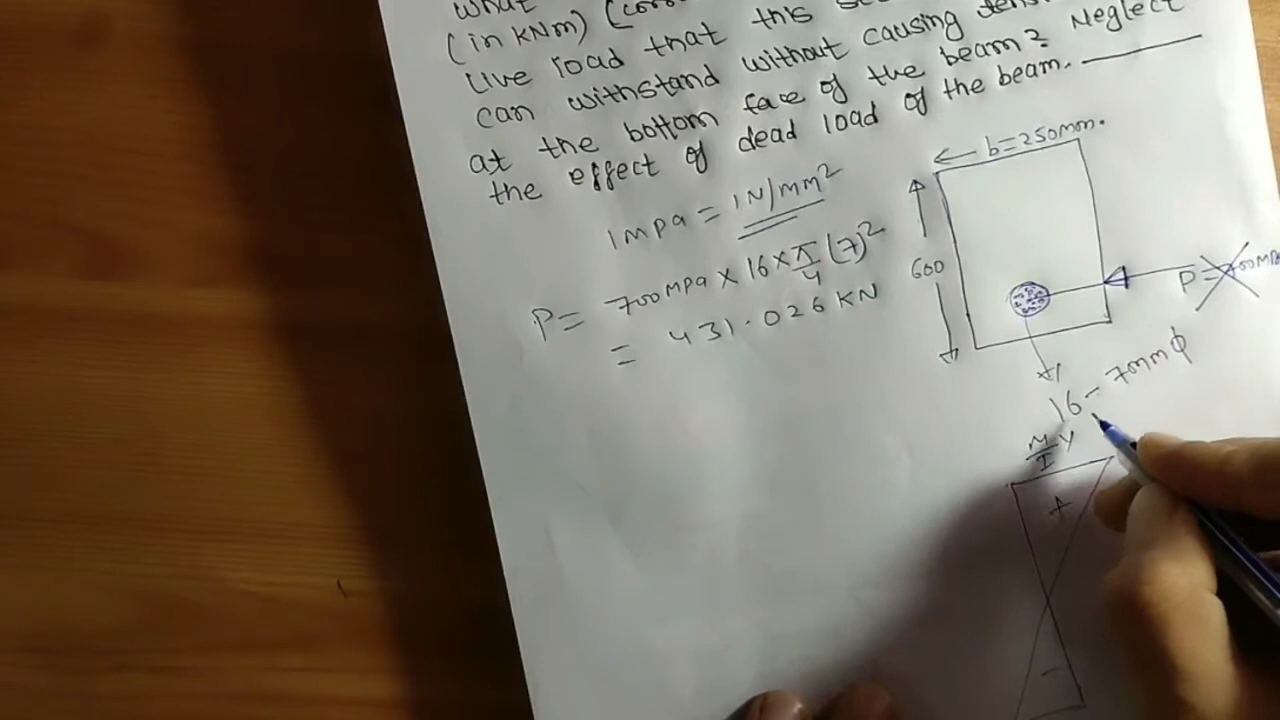 what
(in kNm)
live load that this
can withstand without causing
at the bottom face of the beam? Neglect
the effect of dead load of the beam.
1mpa = 1N/mm²
P = 700MPa × 16 × π/4 (7)²
= 431.026 KN
b=250mm.
600
P=700MPa
16-7mm ϕ
M/I y
+
-